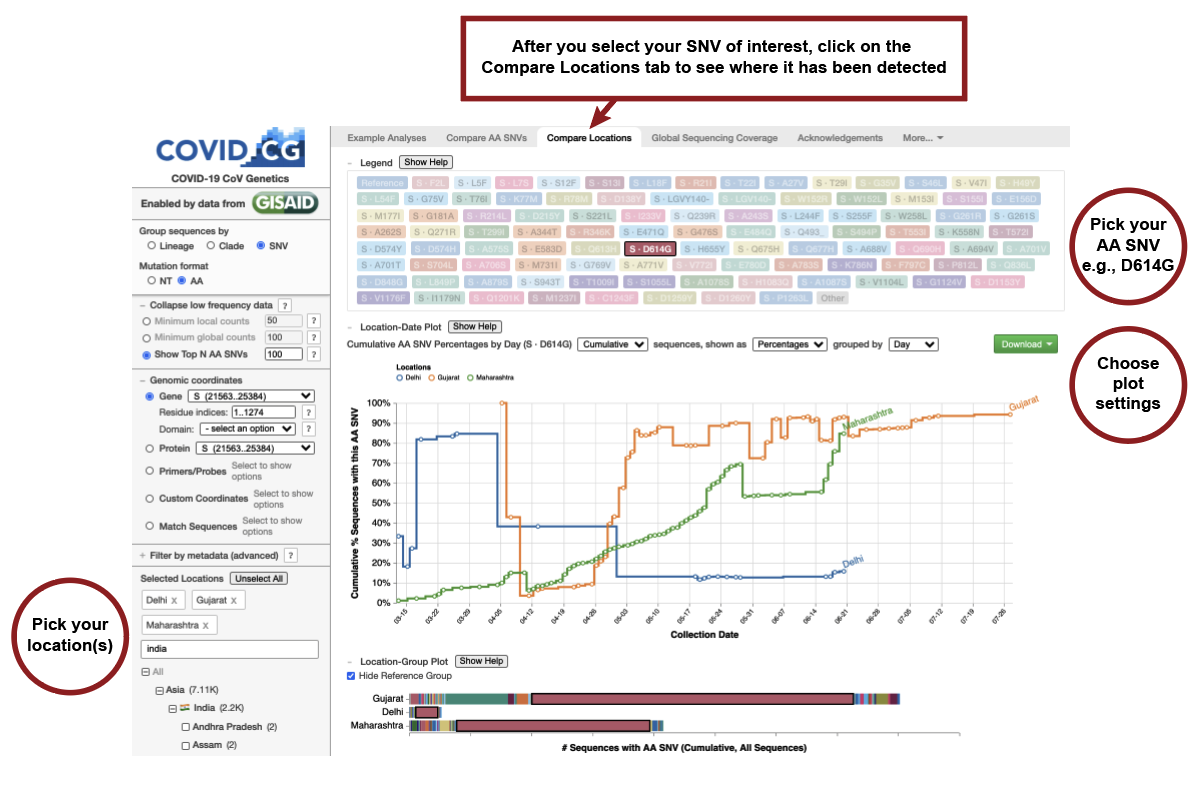 After you select your SNV of interest, click on the
Compare Locations tab to see where it has been detected
COVID CG
COVID-19 CoV Genetics
Enabled by data from GISAID
Group sequences by
Lineage Clade SNV
Mutation format
NT AA
− Collapse low frequency data ?
Minimum local counts 50 ?
Minimum global counts 100 ?
Show Top N AA SNVs 100 ?
− Genomic coordinates
Gene S (21563..25384)
Residue indices: 1..1274 ?
Domain: - select an option ?
Protein S (21563..25384)
Primers/Probes Select to show
options
Custom Coordinates Select to show
options
Match Sequences Select to show
options
+ Filter by metadata (advanced) ?
Selected Locations Unselect All
Delhi x Gujarat x
Maharashtra x
india
All
Asia (7.11K)
India (2.2K)
Andhra Pradesh (2)
Assam (2)
Pick your
location(s)
Example Analyses Compare AA SNVs Compare Locations Global Sequencing Coverage Acknowledgements More...
− Legend Show Help
Reference S · F2L S · L5F S · L7S S · S12F S · S13I S · L18F S · R21I S · T22I S · A27V S · T29I S · G35V S · S46L S · V47I S · H49Y
S · L54F S · G75V S · T76I S · K77M S · R78M S · D138Y LGVY140- LGVY140- S · W152R S · W152L S · M153I S · S155I S · E156D
S · M177I S · G181A S · R214L S · D215Y S · S221L S · I233V S · Q239R S · A243S S · L244F S · S255F S · W258L S · G261R S · G261S
S · A262S S · Q271R S · T299I S · A344T S · R346K S · E471Q S · G476S S · E484Q S · Q493_ S · S494P S · T553I S · K558N S · T572I
S · D574Y S · D574H S · A575S S · E583D S · Q613H S · D614G S · H655Y S · Q675H S · Q677H S · A688V S · Q690H S · A694V S · A701V
S · A701T S · S704L S · A706S S · M731I S · G769V S · A771V S · V772I S · E780D S · A783S S · K786N S · F797C S · P812L S · Q836L
S · D848G S · L849P S · A879S S · S943T S · T1009I S · S1055L S · A1078S S · H1083Q S · A1087S S · V1104L S · G1124V S · D1153Y
S · V1176F S · I1179N S · Q1201K S · M1237I S · C1243F S · D1259Y S · D1260Y S · P1263L Other
− Location-Date Plot Show Help
Cumulative AA SNV Percentages by Day (S · D614G) Cumulative sequences, shown as Percentages grouped by Day Download
Locations
Delhi Gujarat Maharashtra
Cumulative % Sequences with this AA SNV
100%
90%
80%
70%
60%
50%
40%
30%
20%
10%
0%
Gujarat
Maharashtra
Delhi
03-15 03-22 03-29 04-05 04-12 04-19 04-26 05-03 05-10 05-17 05-24 05-31 06-07 06-14 06-21 06-28 07-05 07-12 07-19 07-26
Collection Date
− Location-Group Plot Show Help
Hide Reference Group
Gujarat
Delhi
Maharashtra
# Sequences with AA SNV (Cumulative, All Sequences)
Pick your
AA SNV
e.g., D614G
Choose
plot
settings